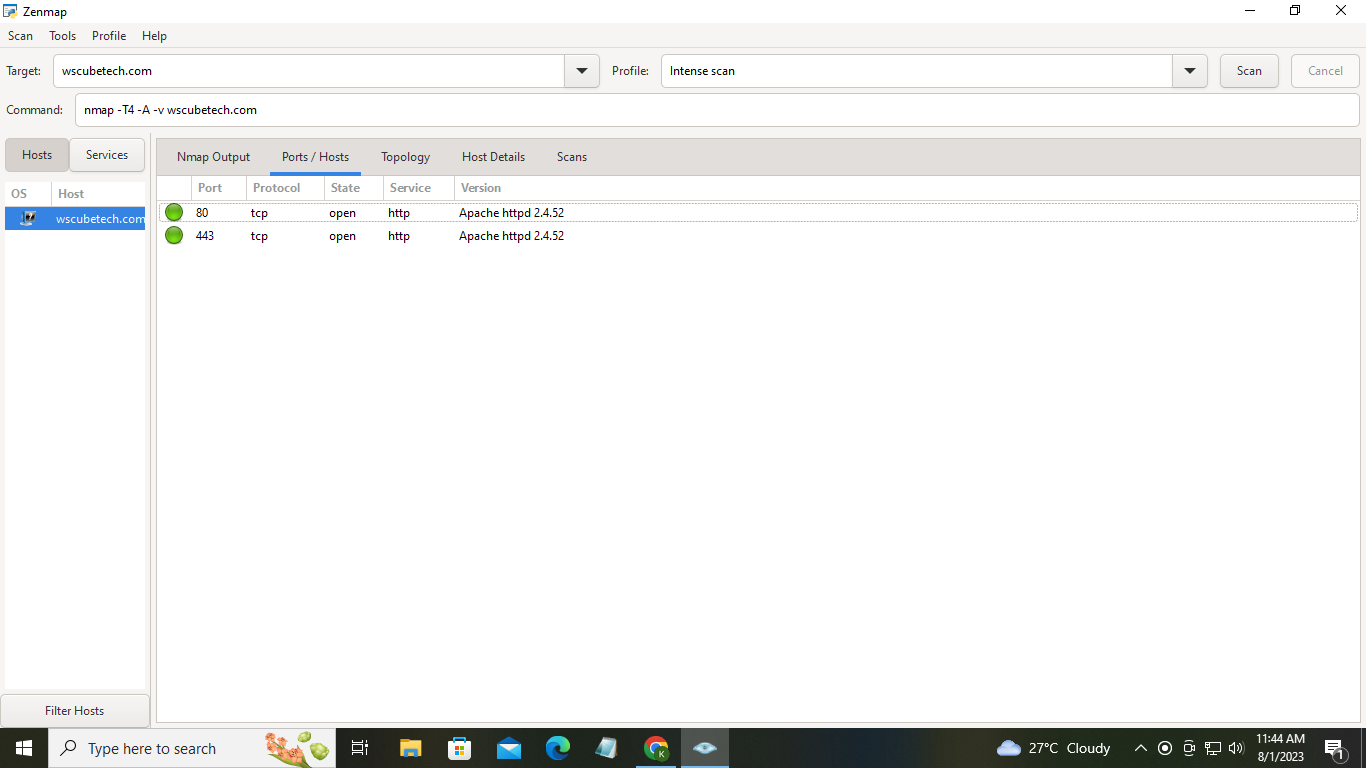 Zenmap
Scan Tools Profile Help
Target: wscubetech.com Profile: Intense scan Scan Cancel
Command: nmap -T4 -A -v wscubetech.com
Hosts Services
Nmap Output Ports / Hosts Topology Host Details Scans
OS Host
Port Protocol State Service Version
wscubetech.com
80 tcp open http Apache httpd 2.4.52
443 tcp open http Apache httpd 2.4.52
Filter Hosts
Type here to search
K
27°C Cloudy
11:44 AM
8/1/2023
1